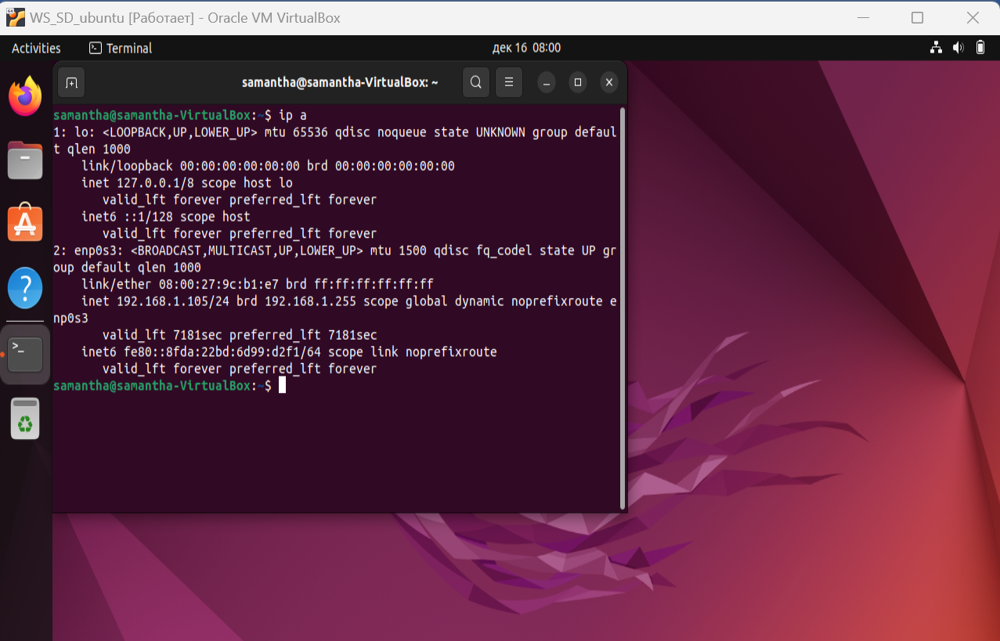 WS_SD_ubuntu [Работает] - Oracle VM VirtualBox
Activities
Terminal
дек 16 08:00
samantha@samantha-VirtualBox: ~
samantha@samantha-VirtualBox:~$ ip a
1: lo: <LOOPBACK,UP,LOWER_UP> mtu 65536 qdisc noqueue state UNKNOWN group defaul
t qlen 1000
    link/loopback 00:00:00:00:00:00 brd 00:00:00:00:00:00
    inet 127.0.0.1/8 scope host lo
       valid_lft forever preferred_lft forever
    inet6 ::1/128 scope host
       valid_lft forever preferred_lft forever
2: enp0s3: <BROADCAST,MULTICAST,UP,LOWER_UP> mtu 1500 qdisc fq_codel state UP gr
oup default qlen 1000
    link/ether 08:00:27:9c:b1:e7 brd ff:ff:ff:ff:ff:ff
    inet 192.168.1.105/24 brd 192.168.1.255 scope global dynamic noprefixroute e
np0s3
       valid_lft 7181sec preferred_lft 7181sec
    inet6 fe80::8fda:22bd:6d99:d2f1/64 scope link noprefixroute
       valid_lft forever preferred_lft forever
samantha@samantha-VirtualBox:~$